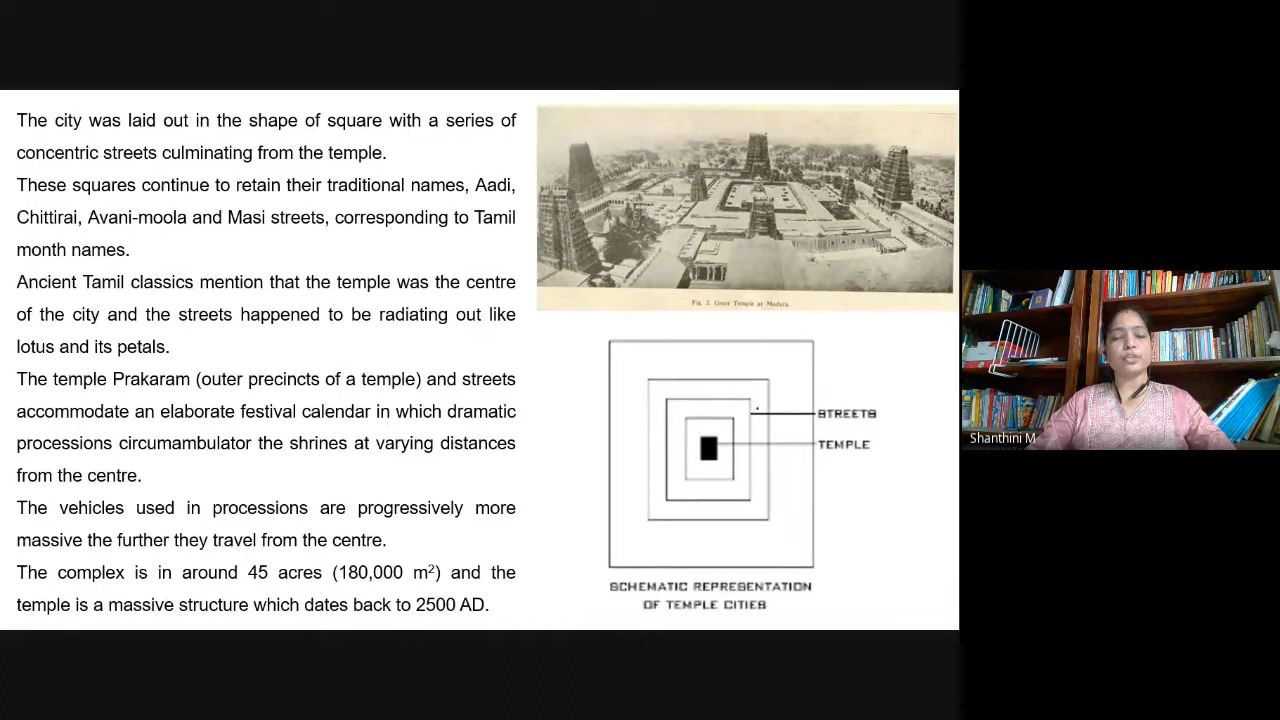 The city was laid out in the shape of square with a series of
concentric streets culminating from the temple.
These squares continue to retain their traditional names, Aadi,
Chittirai, Avani-moola and Masi streets, corresponding to Tamil
month names.
Ancient Tamil classics mention that the temple was the centre
of the city and the streets happened to be radiating out like
lotus and its petals.
The temple Prakaram (outer precincts of a temple) and streets
accommodate an elaborate festival calendar in which dramatic
processions circumambulator the shrines at varying distances
from the centre.
The vehicles used in processions are progressively more
massive the further they travel from the centre.
The complex is in around 45 acres (180,000 m²) and the
temple is a massive structure which dates back to 2500 AD.
Fig. 2. Great Temple at Madura.
STREETS
TEMPLE
SCHEMATIC REPRESENTATION
OF TEMPLE CITIES
Shanthini M